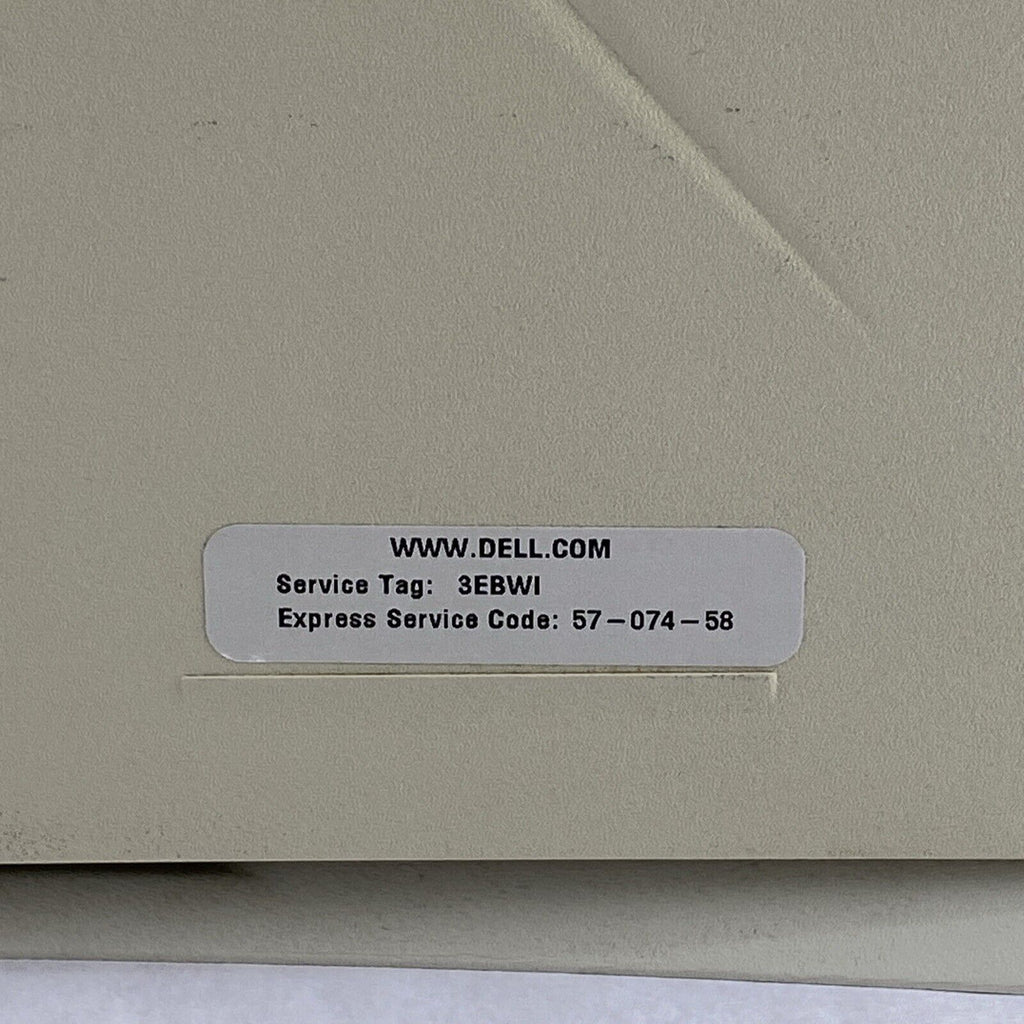 WWW.DELL.COM
Service Tag: 3EBWI
Express Service Code: 57-074-58